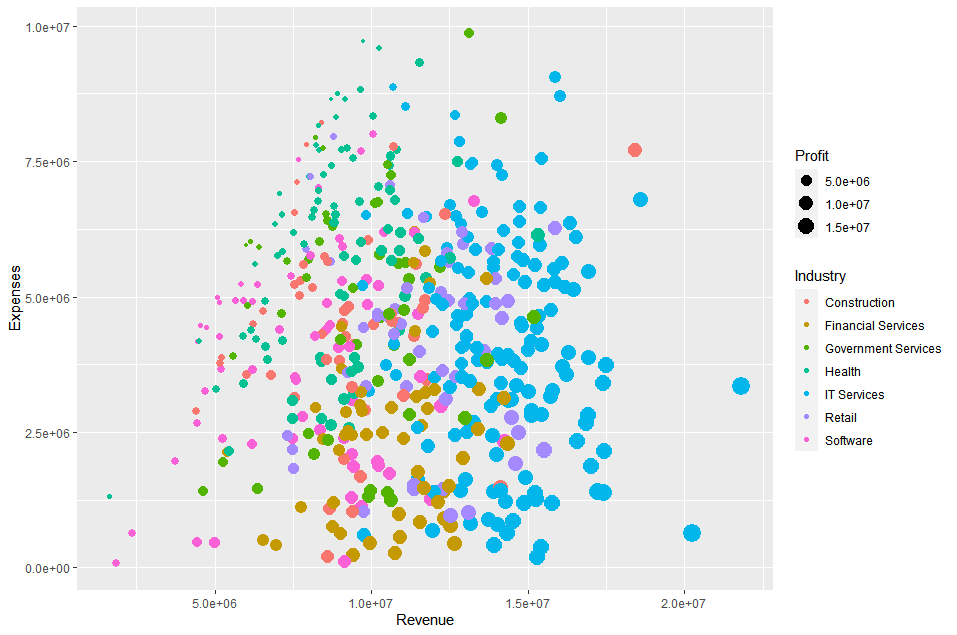 1.0e+07
7.5e+06
5.0e+06
2.5e+06
0.0e+00
Expenses
5.0e+06
1.0e+07
1.5e+07
2.0e+07
Revenue
Profit
5.0e+06
1.0e+07
1.5e+07
Industry
Construction
Financial Services
Government Services
Health
IT Services
Retail
Software